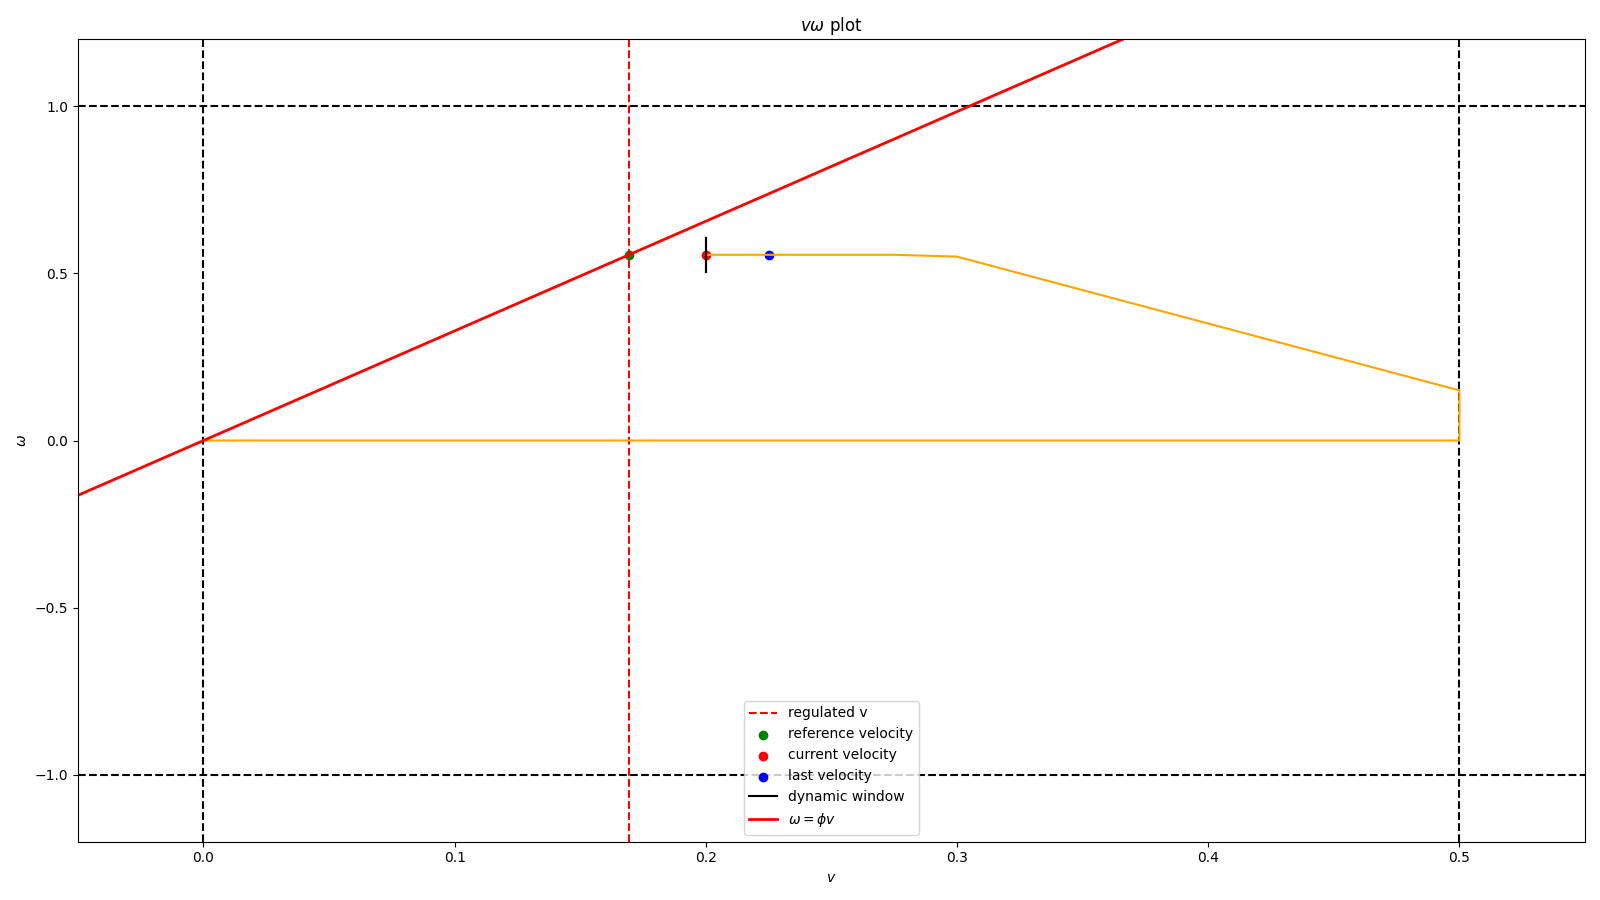 vω plot
1.0
0.5
0.0
−0.5
−1.0
ω
0.0 0.1 0.2 0.3 0.4 0.5
v
regulated v
reference velocity
current velocity
last velocity
dynamic window
ω = ϕv